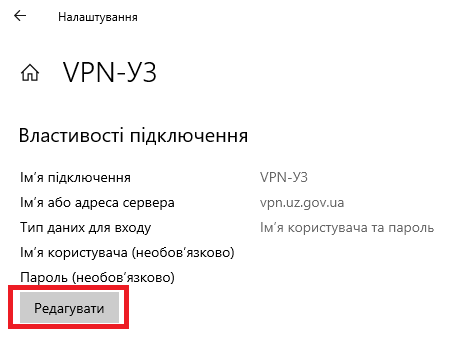 Налаштування
VPN-УЗ
Властивості підключення
Ім'я підключення VPN-УЗ
Ім'я або адреса сервера vpn.uz.gov.ua
Тип даних для входу Ім'я користувача та пароль
Ім'я користувача (необов'язково)
Пароль (необов'язково)
Редагувати